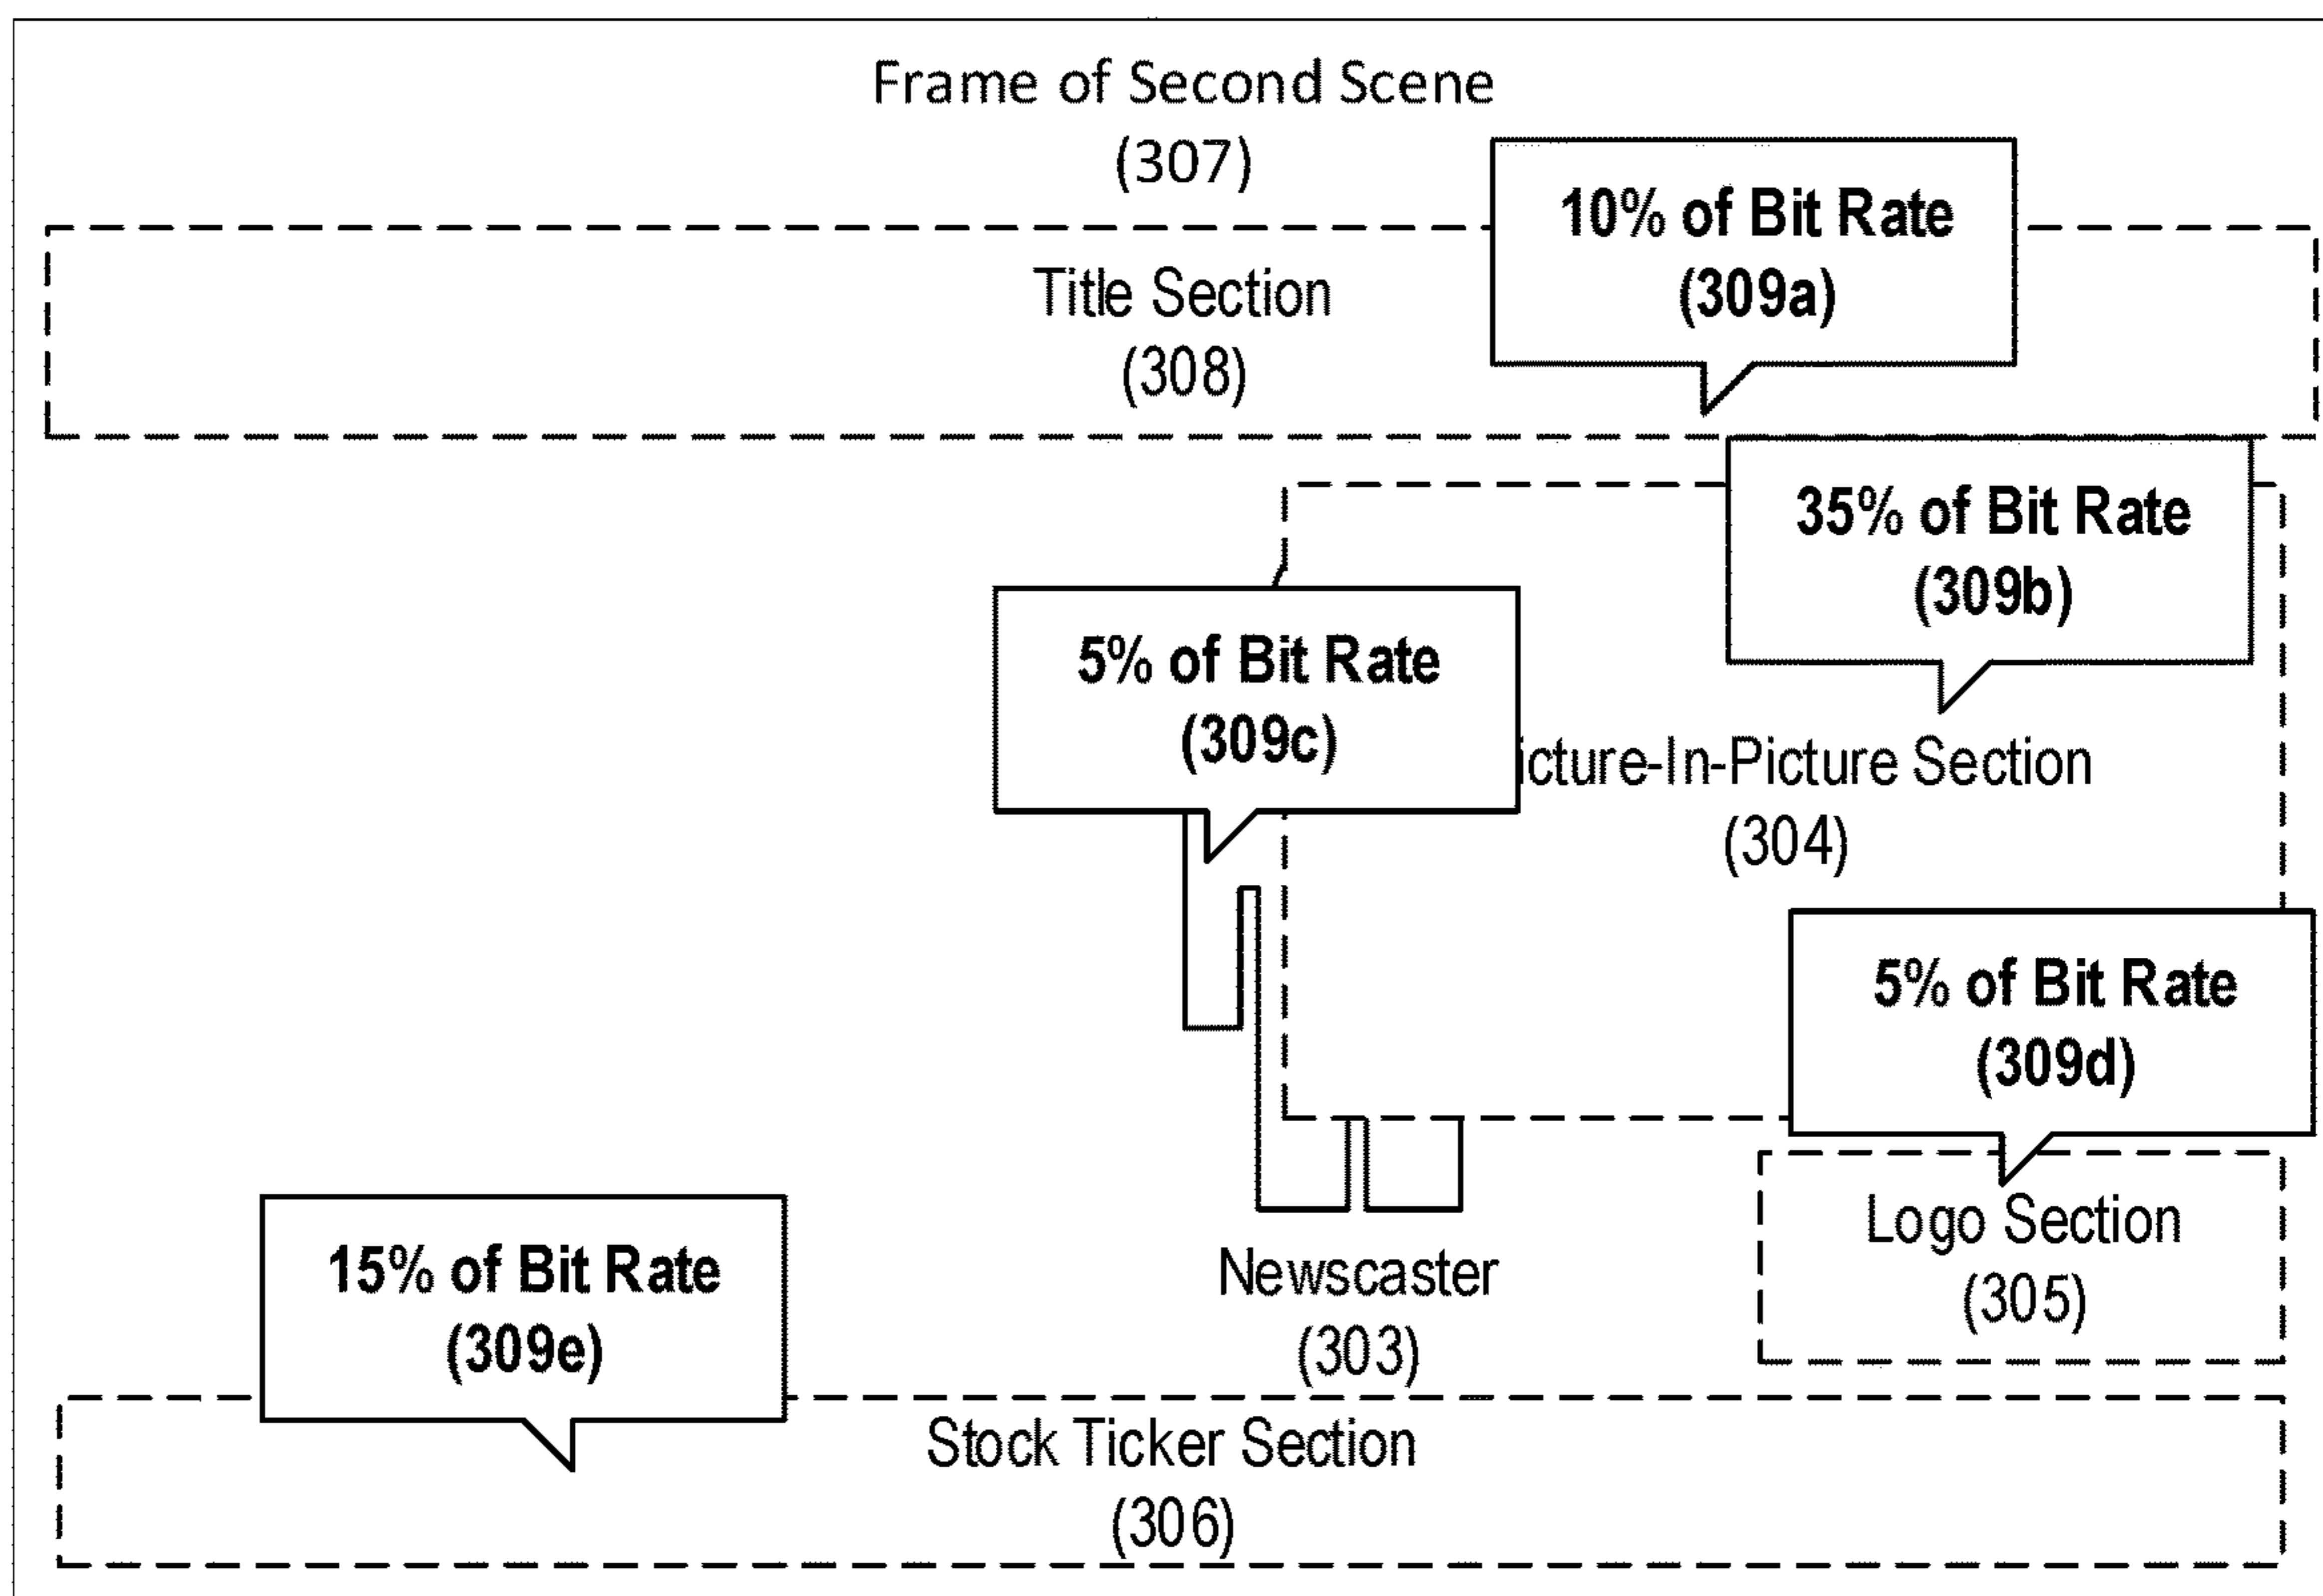 Frame of Second Scene
(307)
10% of Bit Rate
(309a)
Title Section
(308)
35% of Bit Rate
(309b)
5% of Bit Rate
(309c)
icture-In-Picture Section
(304)
5% of Bit Rate
(309d)
Logo Section
(305)
15% of Bit Rate
(309e)
Newscaster
(303)
Stock Ticker Section
(306)